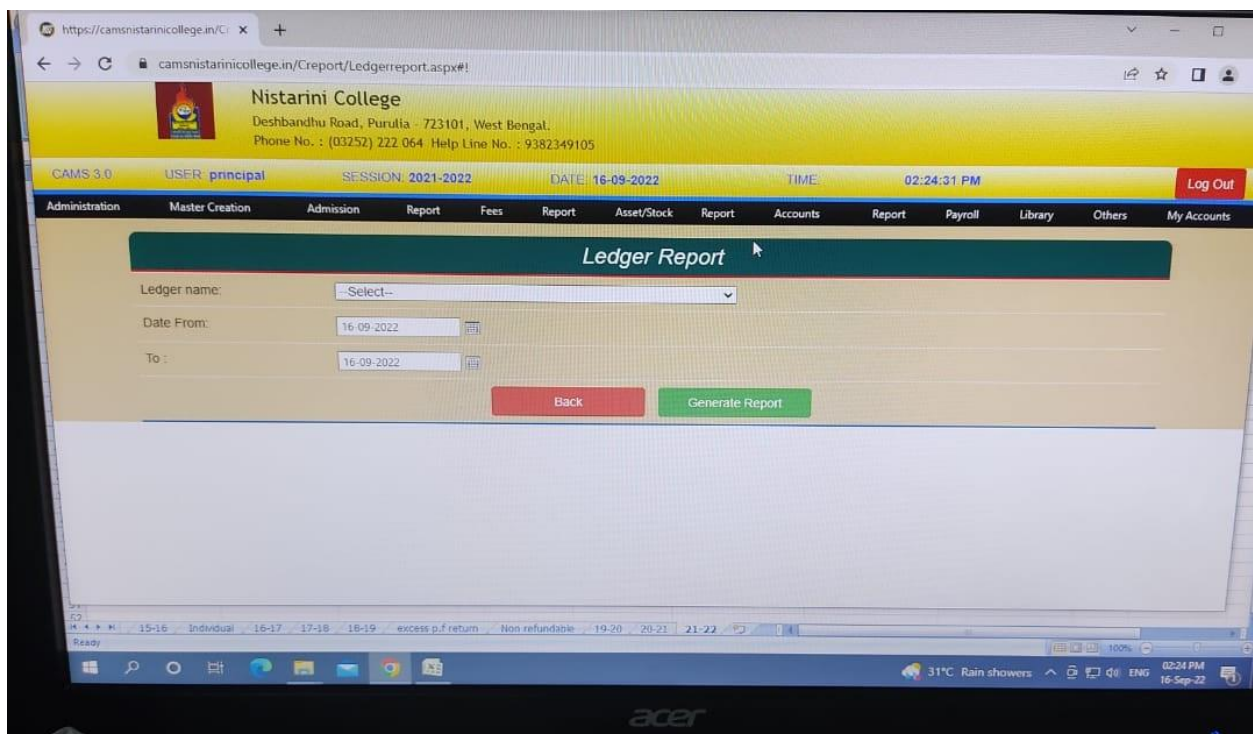 https://camsnistarinicollege.in/Cr
camsnistarinicollege.in/Creport/Ledgerreport.aspx#!
Nistarini College
Deshbandhu Road, Purulia - 723101, West Bengal.
Phone No. : (03252) 222 064 Help Line No. : 9382349105
CAMS 3.0 USER: principal SESSION: 2021-2022 DATE: 16-09-2022 TIME: 02:24:31 PM Log Out
Administration Master Creation Admission Report Fees Report Asset/Stock Report Accounts Report Payroll Library Others My Accounts
Ledger Report
Ledger name: --Select--
Date From: 16-09-2022
To : 16-09-2022
Back Generate Report
52
15-16 Individual 16-17 17-18 18-19 excess p.f return Non refundable 19-20 20-21 21-22
Ready 100%
31°C Rain showers ENG 02:24 PM
16-Sep-22
acer